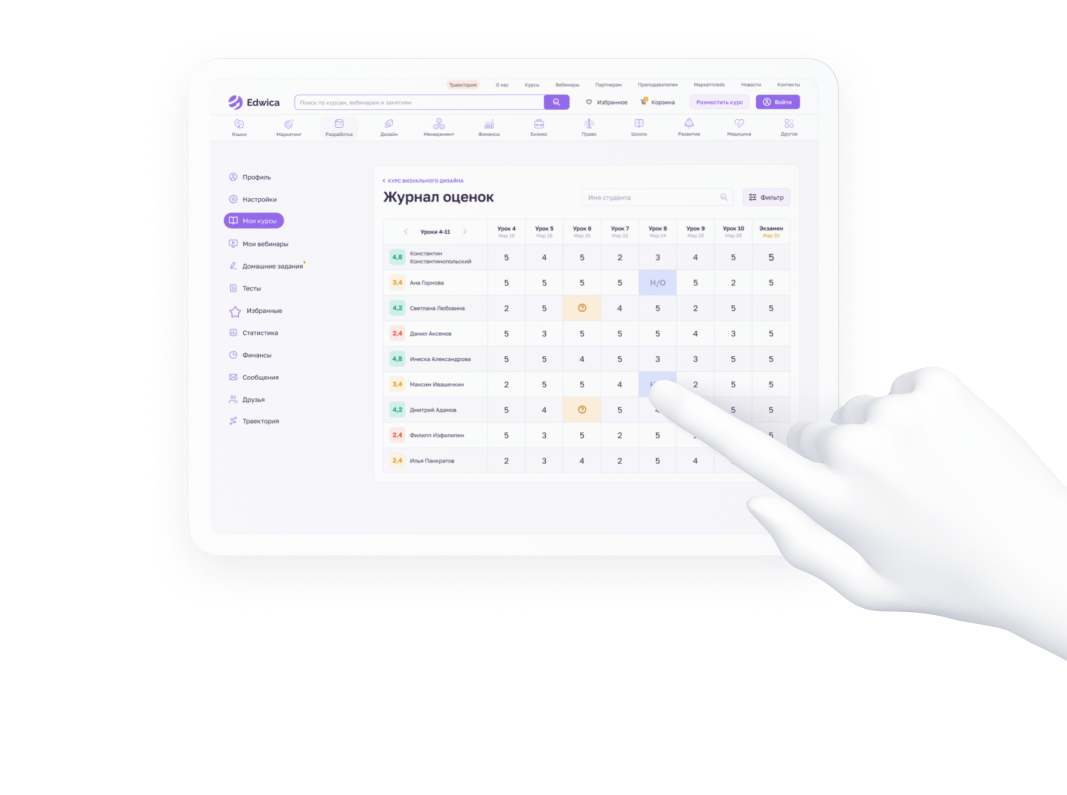 Траектория О нас Курсы Вебинары Партнерам Преподавателям Маркетплейс Новости Контакты
Edwica Поиск по курсам, вебинарам и занятиям Избранное Корзина Разместить курс Войти
Языки Маркетинг Разработка Дизайн Менеджмент Финансы Бизнес Право Школа Развитие Медицина Другое
Профиль
Настройки
Мои курсы
Мои вебинары
Домашние задания
Тесты
Избранные
Статистика
Финансы
Сообщения
Друзья
Траектория
КУРС ВИЗУАЛЬНОГО ДИЗАЙНА
Журнал оценок Имя студента Фильтр
Уроки 4-11 Урок 4 Урок 5 Урок 6 Урок 7 Урок 8 Урок 9 Урок 10 Экзамен
4,8 Константин Константинопольский 5 4 5 2 3 4 5 5
3,4 Ана Горнова 5 5 5 5 Н/О 5 2 5
4,2 Светлана Любовина 2 5 ? 4 5 2 5 5
2,4 Данил Аксенов 5 3 5 5 5 4 3 5
4,8 Инеска Александрова 5 5 4 5 3 3 5 5
3,4 Максим Ивашечкин 2 5 5 4 2 5 5
4,2 Дмитрий Адамов 5 4 ? 5 5 5
2,4 Филипп Изфилипин 5 3 5 2 5 5
2,4 Илья Панкратов 2 3 4 2 5 4